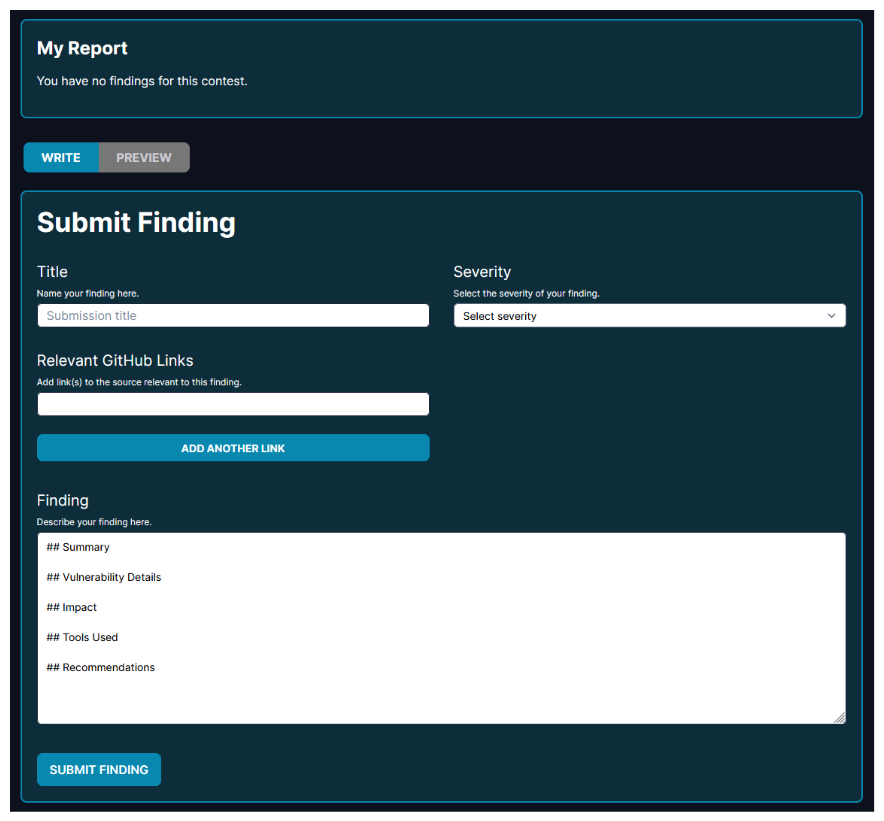 My Report
You have no findings for this contest.
WRITE PREVIEW
Submit Finding
Title
Name your finding here.
Submission title
Severity
Select the severity of your finding.
Select severity
Relevant GitHub Links
Add link(s) to the source relevant to this finding.
ADD ANOTHER LINK
Finding
Describe your finding here.
## Summary
## Vulnerability Details
## Impact
## Tools Used
## Recommendations
SUBMIT FINDING